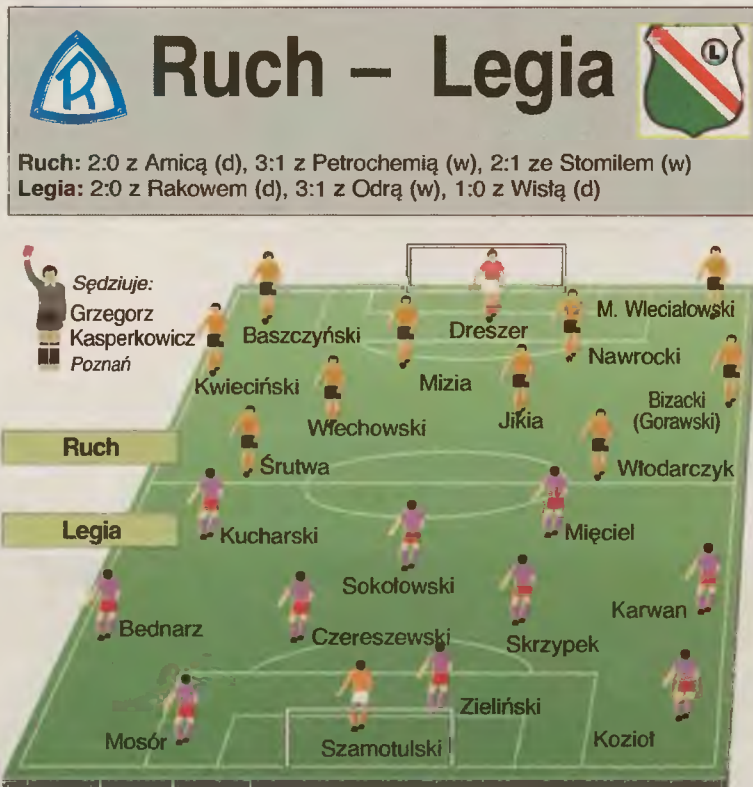 R
Ruch – Legia
L
Ruch: 2:0 z Amicą (d), 3:1 z Petrochemią (w), 2:1 ze Stomilem (w)
Legia: 2:0 z Rakowem (d), 3:1 z Odrą (w), 1:0 z Wisłą (d)
Sędziuje:
Grzegorz
Kasperkowicz
Poznań
Baszczyński
Dreszer
M. Wleciałowski
Kwieciński
Mizia
Nawrocki
Wlechowski
Jikia
Bizacki
(Gorawski)
Ruch
Śrutwa
Włodarczyk
Legia
Kucharski
Mięciel
Sokołowski
Bednarz
Czereszewski
Skrzypek
Karwan
Mosór
Szamotulski
Zieliński
Kozioł